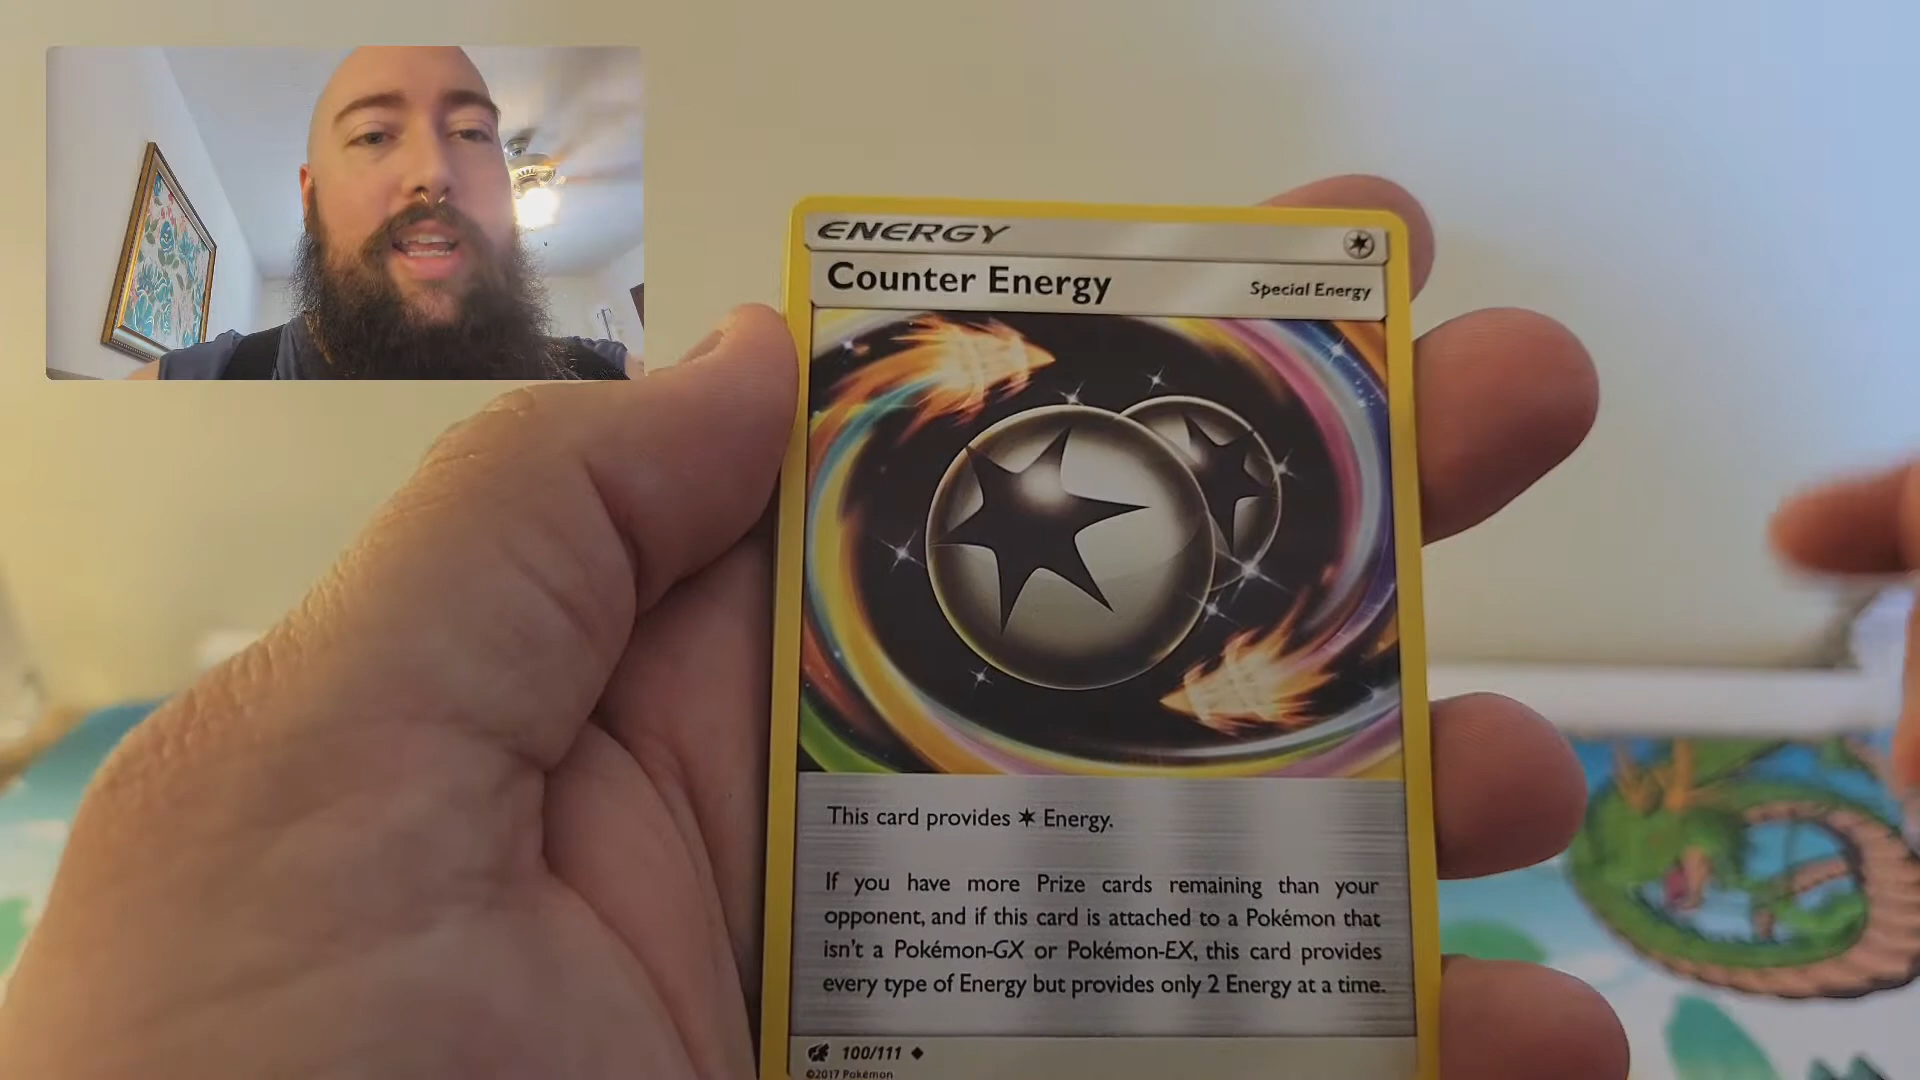 ENERGY
Counter Energy
Special Energy
This card provides Energy.
If you have more Prize cards remaining than your
opponent, and if this card is attached to a Pokémon that
isn't a Pokémon-GX or Pokémon-EX, this card provides
every type of Energy but provides only 2 Energy at a time.
100/111
©2017 Pokémon